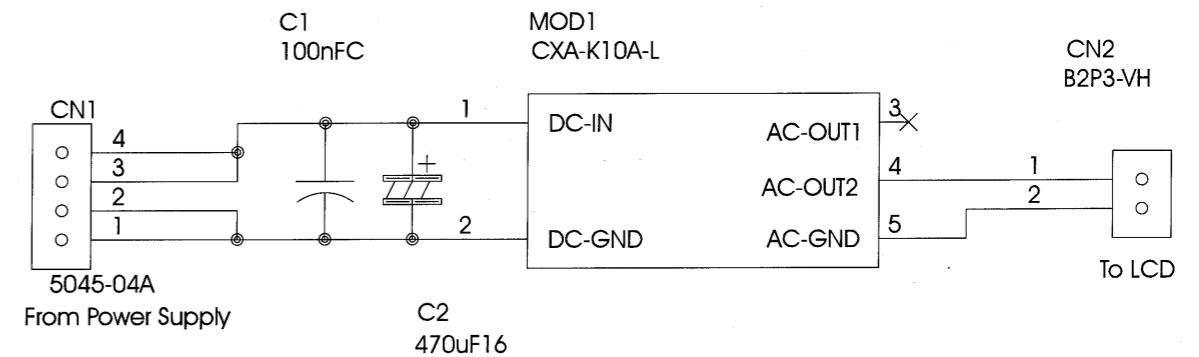 C1
100nFC
MOD1
CXA-K10A-L
CN2
B2P3-VH
CN1
4
3
2
1
5045-04A
From Power Supply
+
1
2
DC-IN
DC-GND
AC-OUT1
AC-OUT2
AC-GND
3
4
5
1
2
To LCD
C2
470uF16